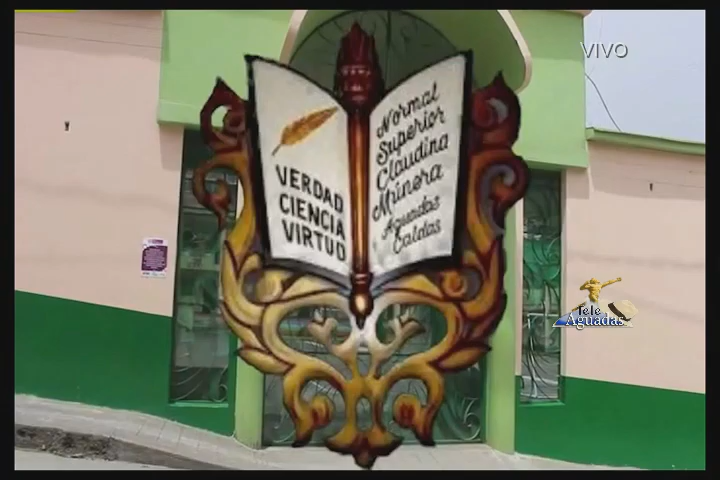 VIVO
VERDAD
CIENCIA
VIRTUD
Normal
Superior
Claudina
Múnera
Aguadas
Caldas
Tele
Aguadas